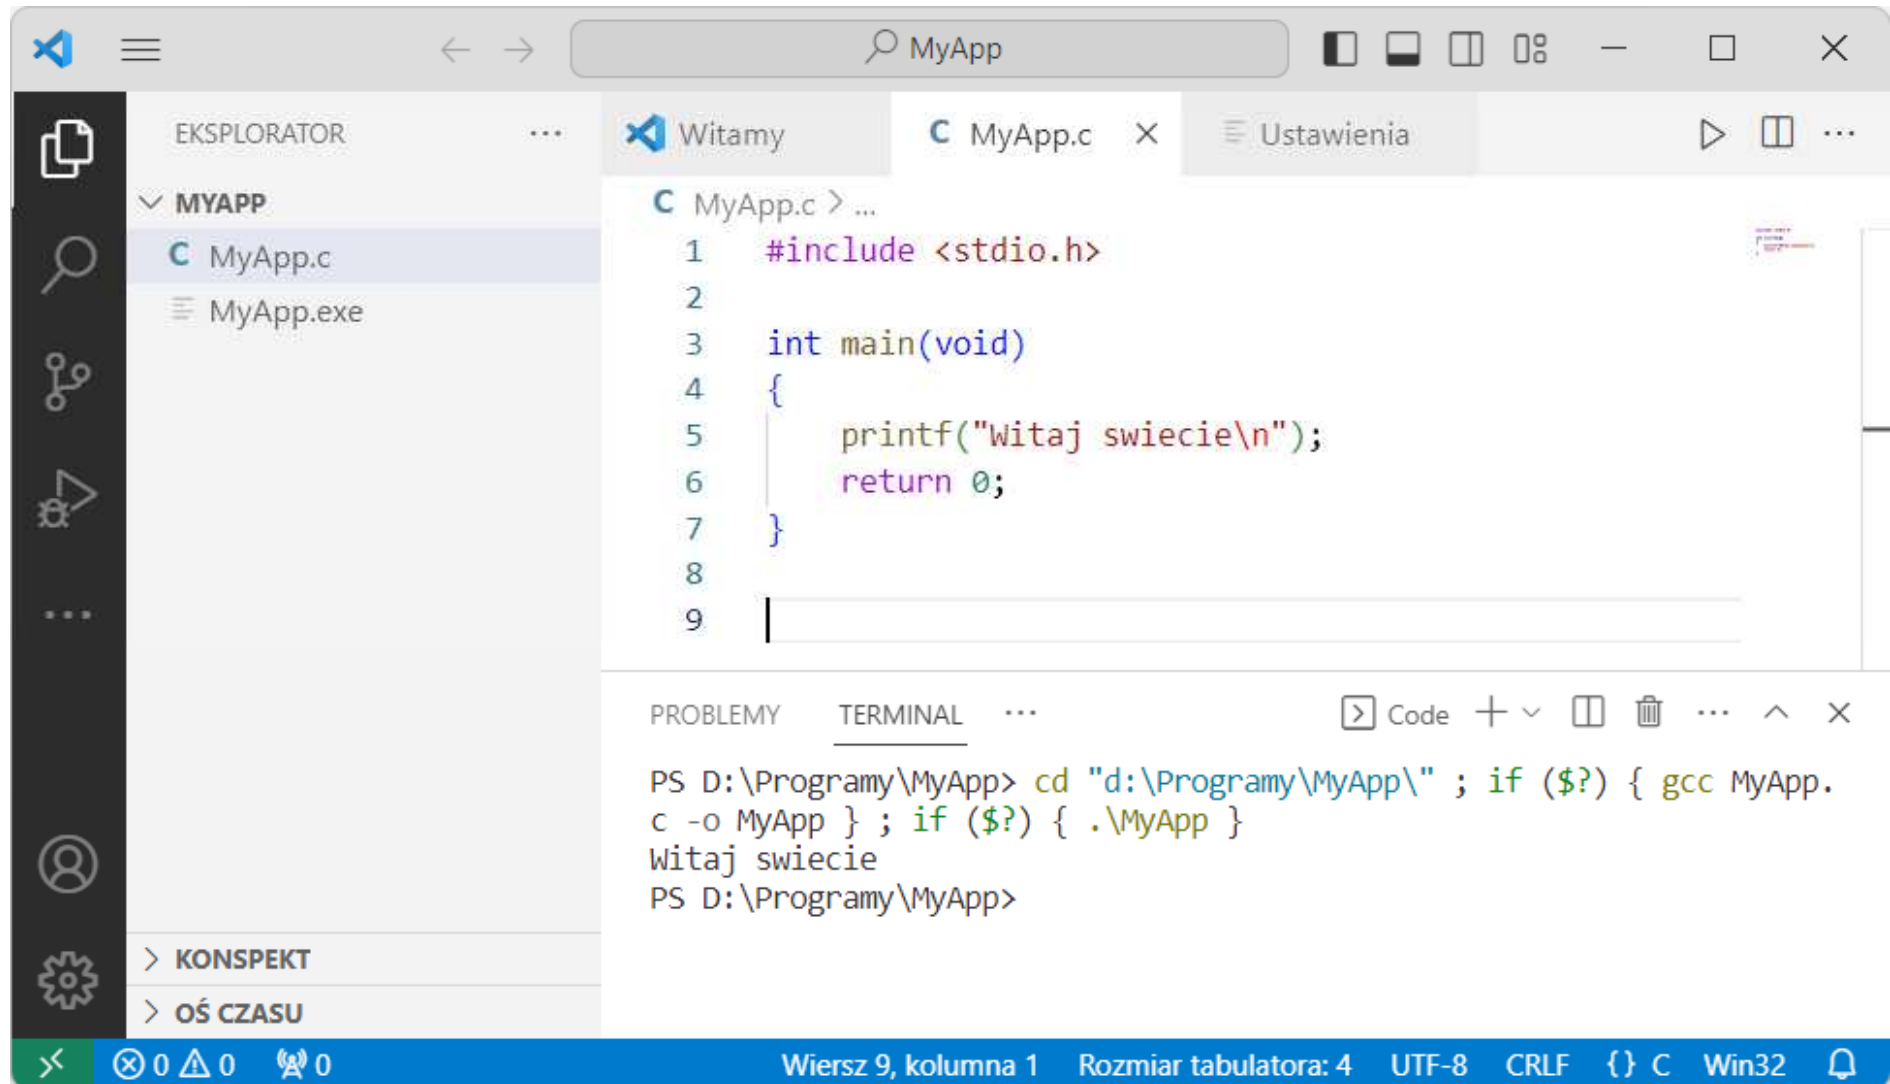 MyApp
EKSPLORATOR
MYAPP
C MyApp.c
MyApp.exe
KONSPEKT
OŚ CZASU
Witamy
C MyApp.c
Ustawienia
C MyApp.c > ...
1 #include <stdio.h>
2
3 int main(void)
4 {
5 printf("Witaj swiecie\n");
6 return 0;
7 }
8
9
PROBLEMY TERMINAL ... Code
PS D:\Programy\MyApp> cd "d:\Programy\MyApp\" ; if ($?) { gcc MyApp.
c -o MyApp } ; if ($?) { .\MyApp }
Witaj swiecie
PS D:\Programy\MyApp>
0 0 0 Wiersz 9, kolumna 1 Rozmiar tabulatora: 4 UTF-8 CRLF {} C Win32